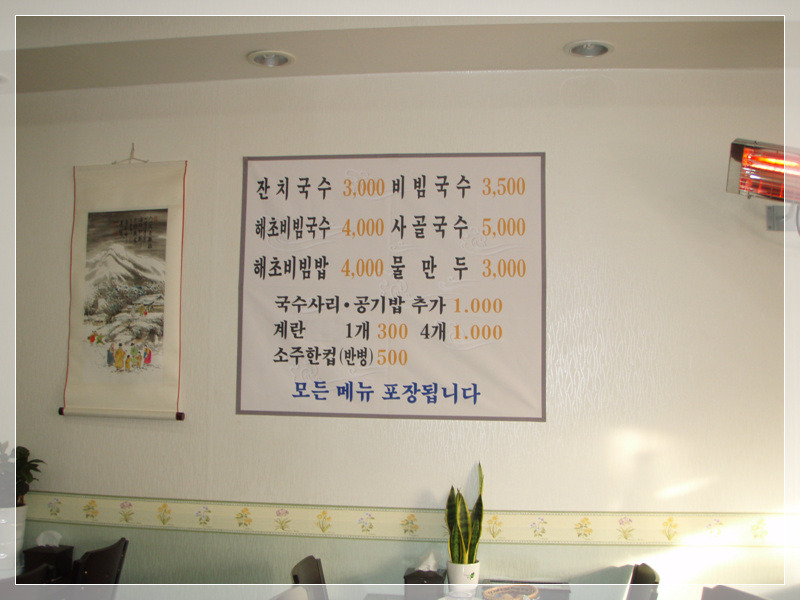 잔치국수 3,000 비빔국수 3,500
해초비빔국수 4,000 사골국수 5,000
해초비빔밥 4,000 물만두 3,000
국수사리•공기밥 추가 1.000
계란 1개 300 4개 1.000
소주한컵(반병) 500
모든 메뉴 포장됩니다